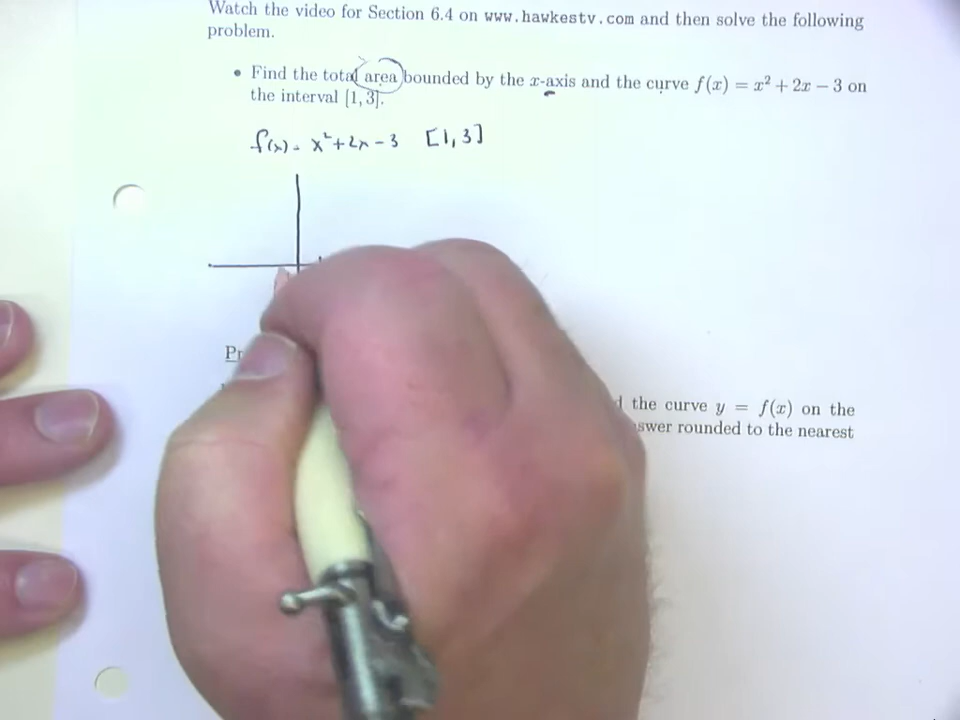 Watch the video for Section 6.4 on www.hawkestv.com and then solve the following
problem.
• Find the total area bounded by the x-axis and the curve f(x) = x² + 2x − 3 on
the interval [1, 3].
f(x) = x² + 2x − 3 [1, 3]
Pr
the curve y = f(x) on the
swer rounded to the nearest